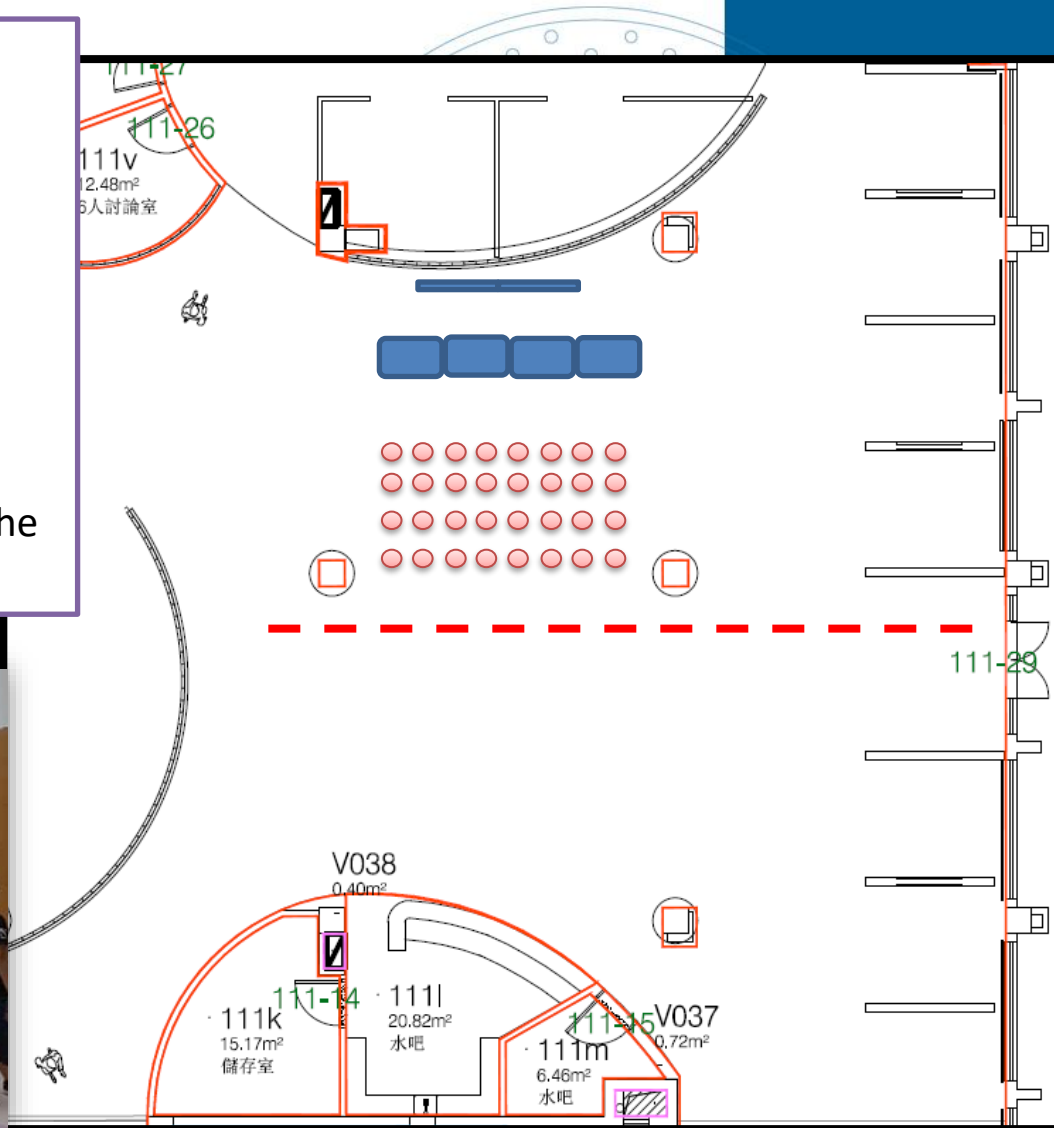 he
111-27
111-26
111v
12.48m²
6人討論室
111-29
V038
0.40m²
111-14
111k
15.17m²
儲存室
111l
20.82m²
水吧
111-15
V037
0.72m²
111m
6.46m²
水吧